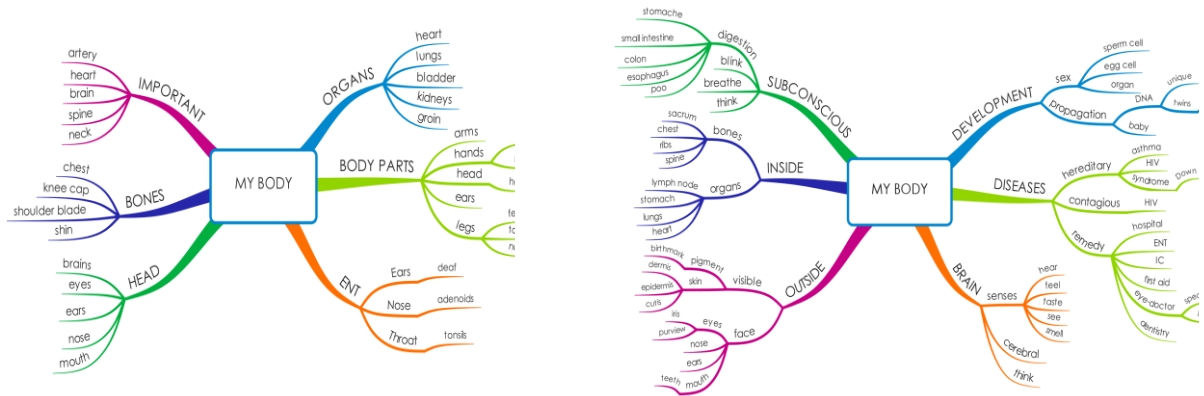 MY BODY
IMPORTANT
artery
heart
brain
spine
neck
BONES
chest
knee cap
shoulder blade
shin
HEAD
brains
eyes
ears
nose
mouth
ORGANS
heart
lungs
bladder
kidneys
groin
BODY PARTS
arms
hands
head
ears
legs
ENT
Ears
deaf
Nose
adenoids
Throat
tonsils
MY BODY
SUBCONSCIOUS
digestion
stomache
small intestine
colon
esophagus
poo
blink
breathe
think
INSIDE
bones
sacrum
chest
ribs
spine
organs
lymph node
stomach
lungs
heart
OUTSIDE
visible
pigment
birthmark
skin
dermis
epidermis
cutis
face
eyes
iris
purview
nose
ears
mouth
teeth
DEVELOPMENT
sex
sperm cell
egg cell
organ
propagation
DNA
unique
twins
baby
DISEASES
hereditary
asthma
HIV
syndrome
Down
contagious
HIV
remedy
hospital
ENT
IC
first aid
eye-doctor
dentistry
BRAIN
senses
hear
feel
taste
see
smell
cerebral
think